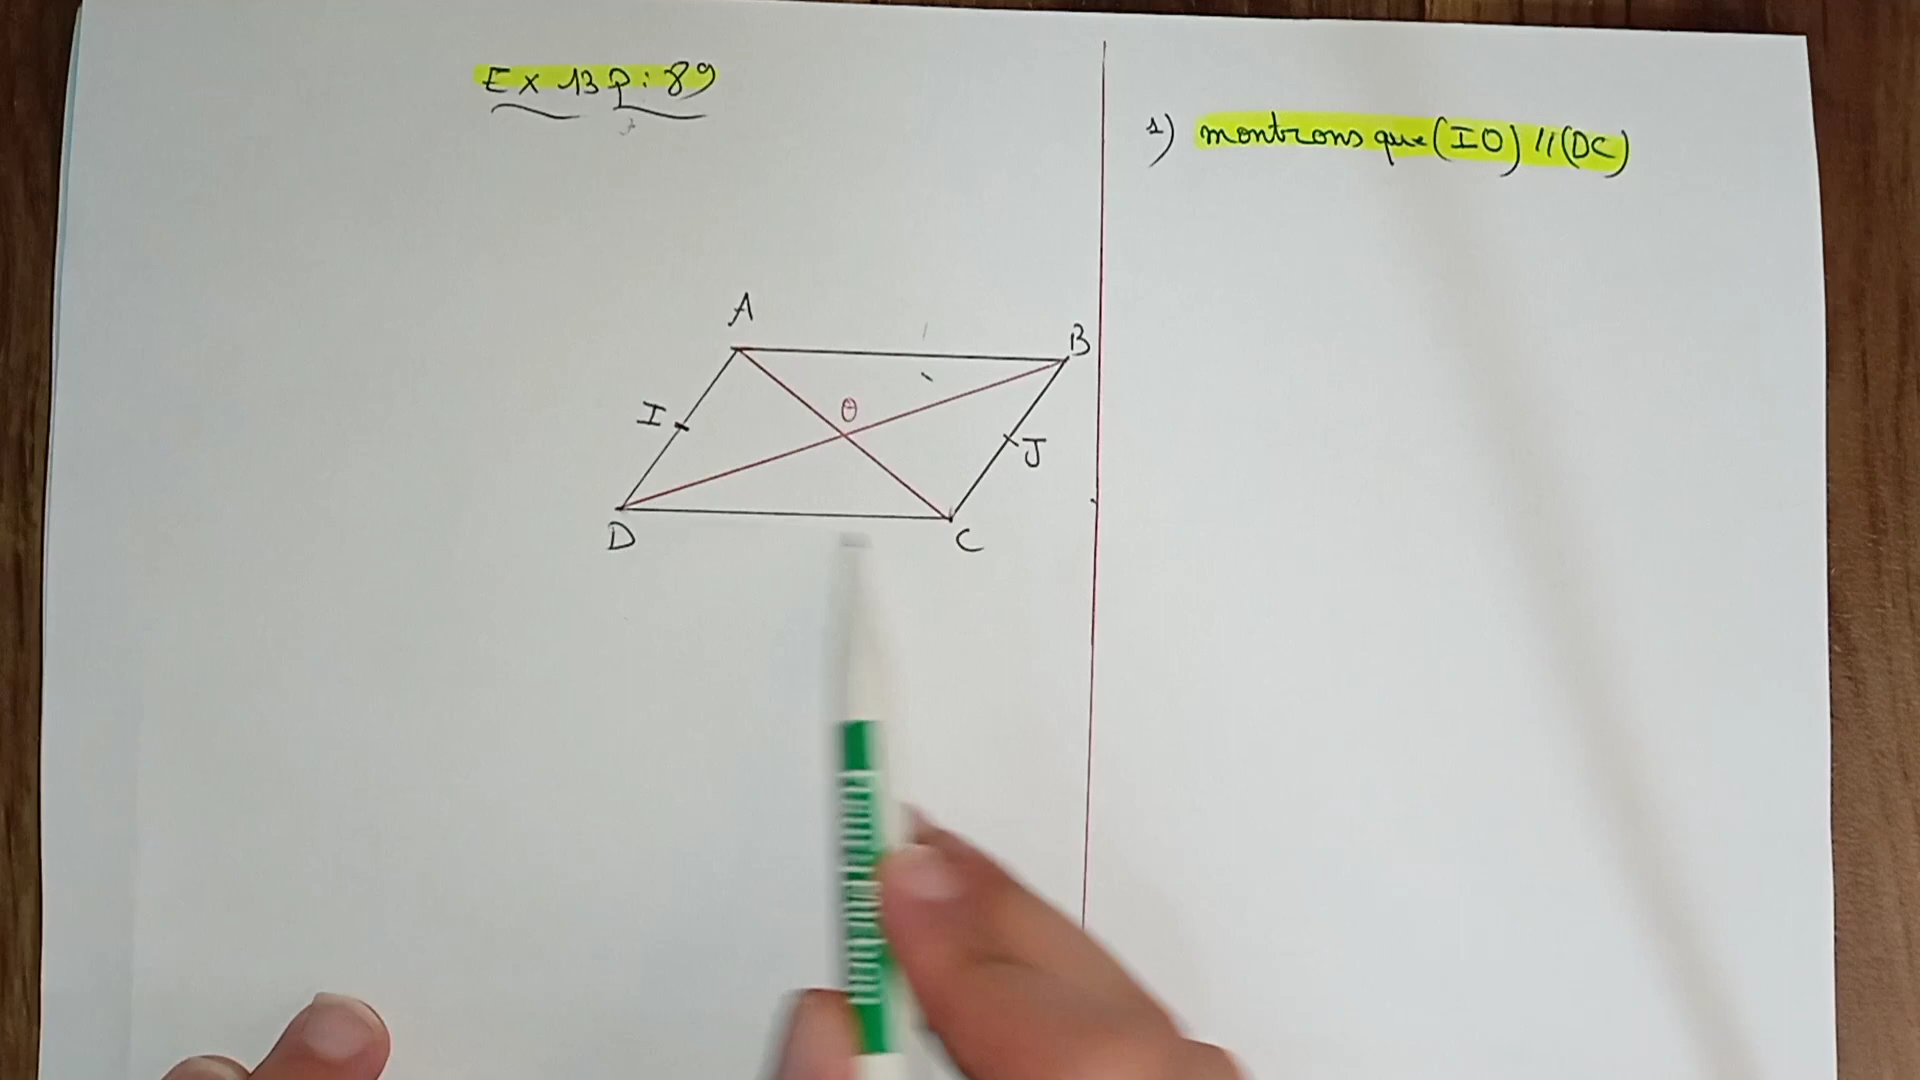 Ex 13 P: 89
1) montrons que (IO) // (DC)
A
B
I
O
J
D
C